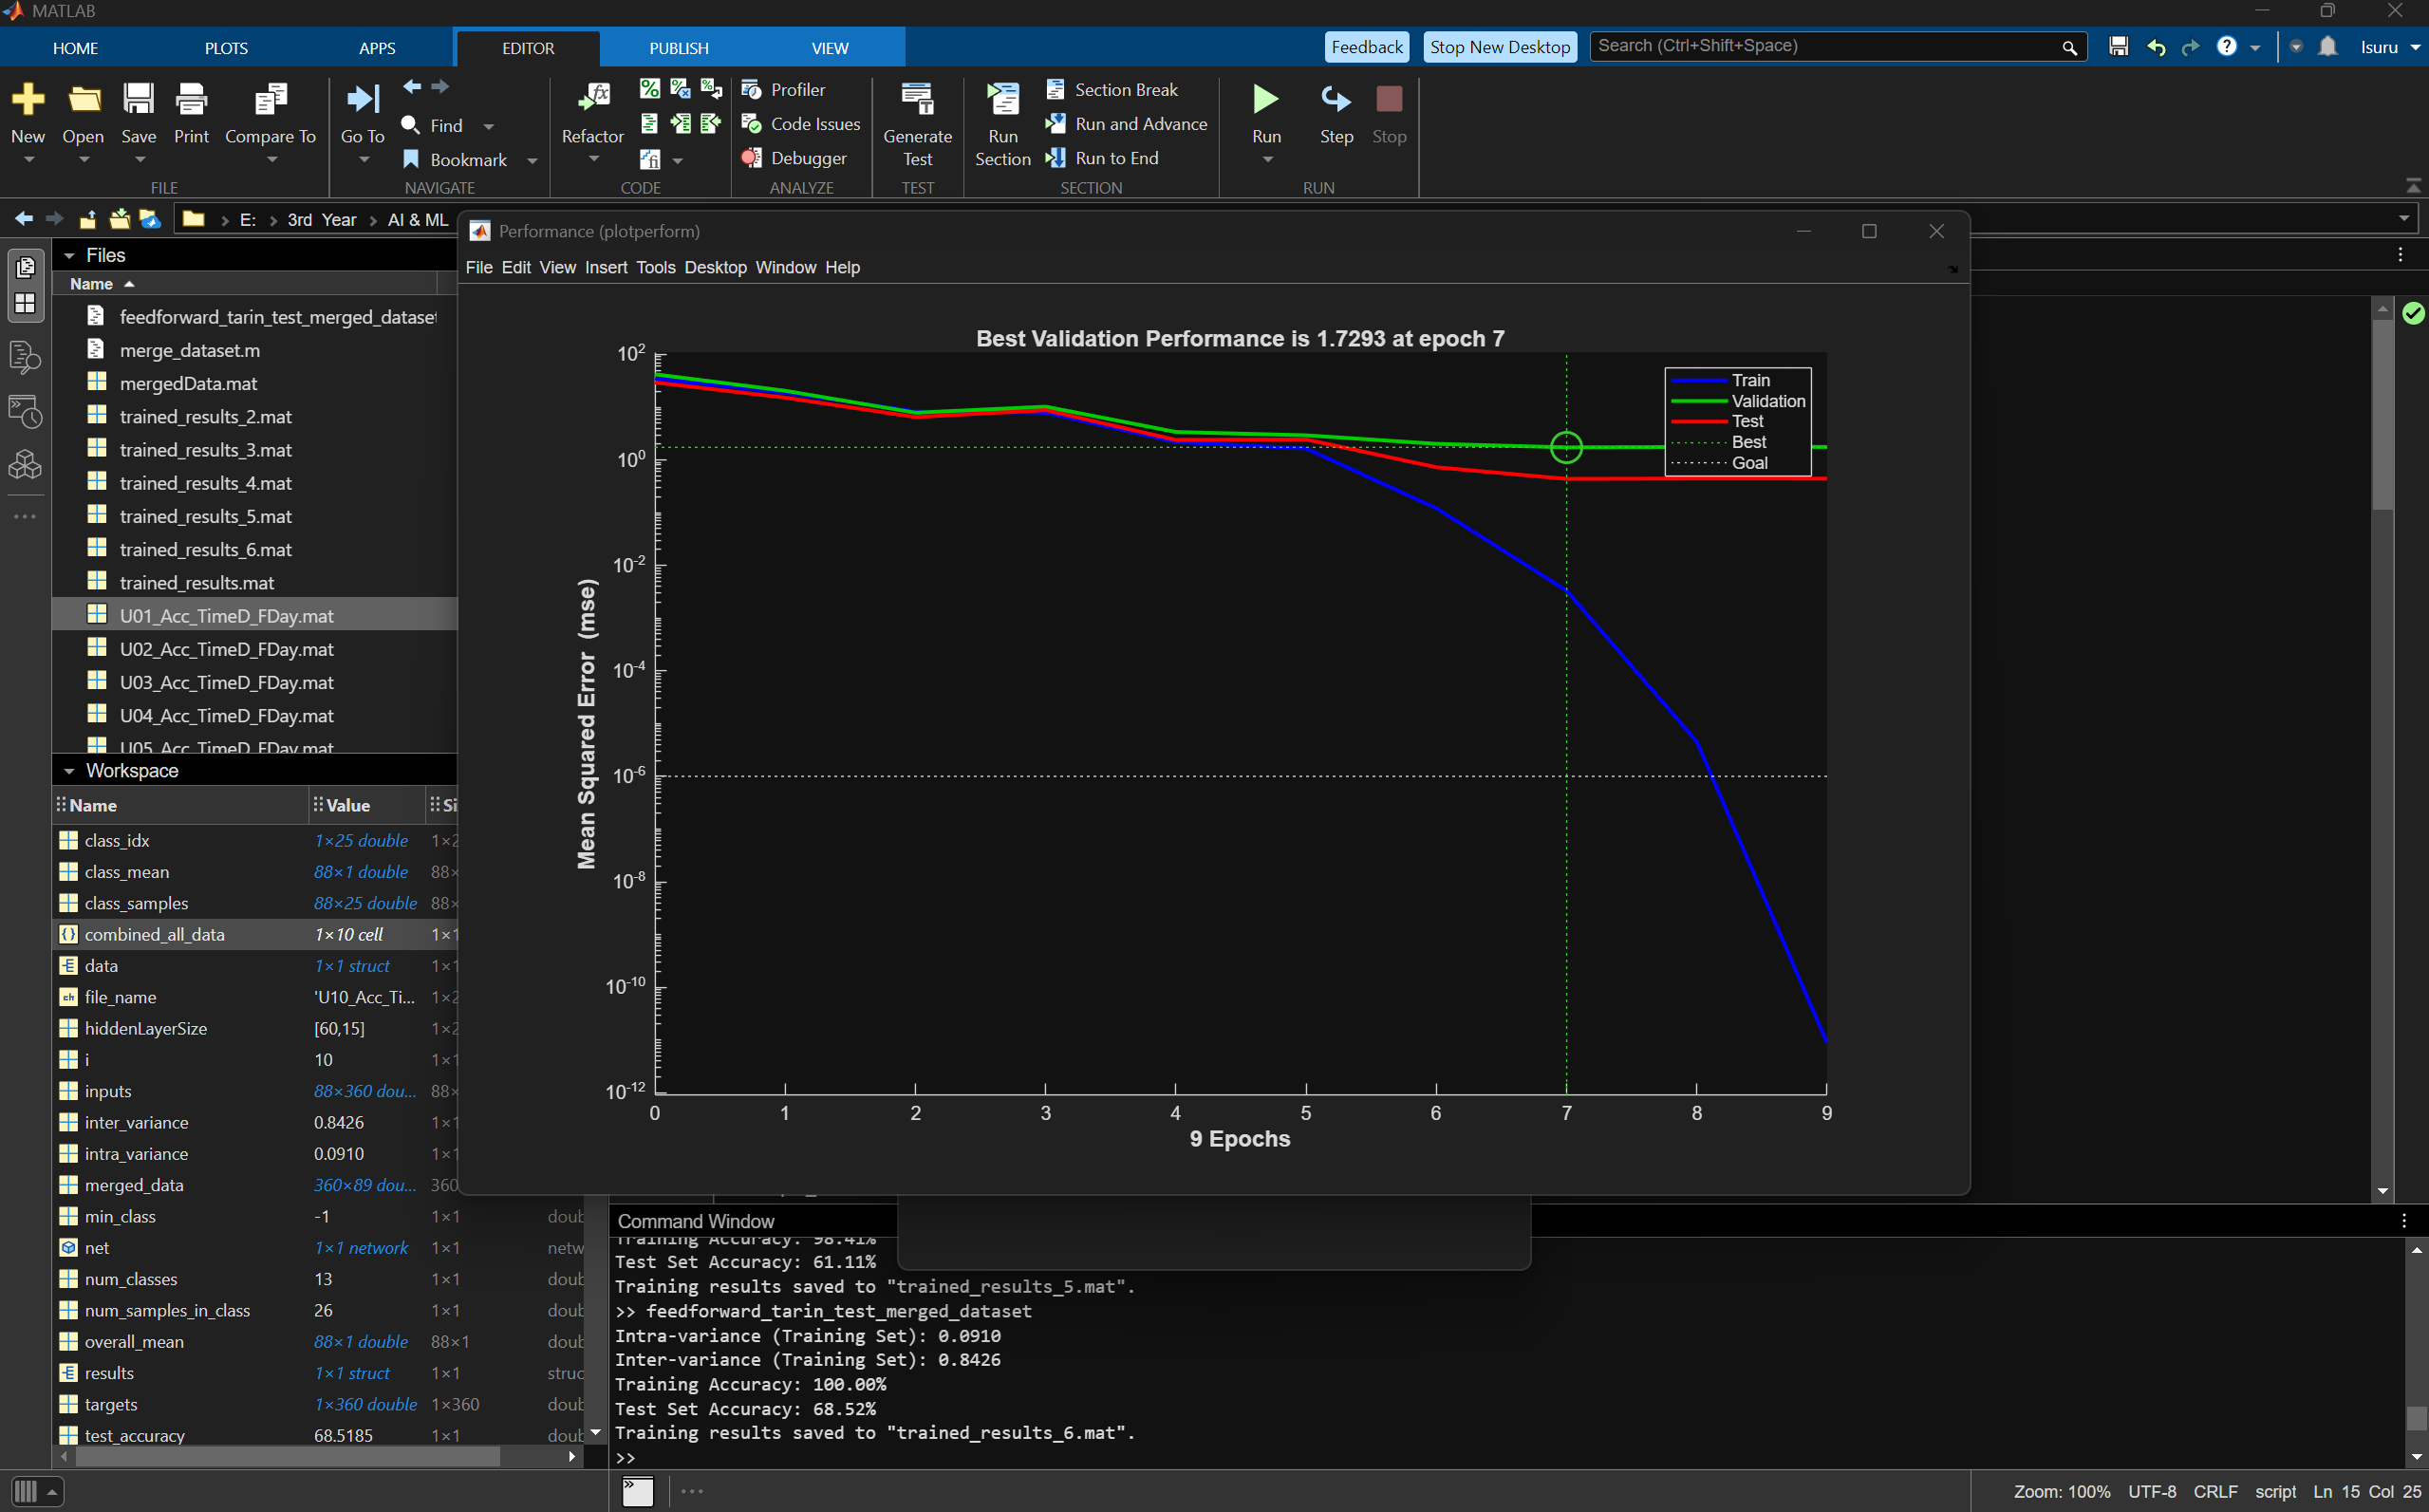 MATLAB
HOME PLOTS APPS EDITOR PUBLISH VIEW Feedback Stop New Desktop Search (Ctrl+Shift+Space) Isuru
New Open Save Print Compare To
FILE
Go To Find Bookmark
NAVIGATE
Refactor
CODE
Profiler
Code Issues
Debugger
ANALYZE
Generate Test
TEST
Run Section
Section Break
Run and Advance
Run to End
SECTION
Run Step Stop
RUN
E: 3rd Year AI & ML
Files
Name
feedforward_tarin_test_merged_dataset
merge_dataset.m
mergedData.mat
trained_results_2.mat
trained_results_3.mat
trained_results_4.mat
trained_results_5.mat
trained_results_6.mat
trained_results.mat
U01_Acc_TimeD_FDay.mat
U02_Acc_TimeD_FDay.mat
U03_Acc_TimeD_FDay.mat
U04_Acc_TimeD_FDay.mat
U05_Acc_TimeD_FDay.mat
Workspace
Name Value Si
class_idx 1×25 double 1×2
class_mean 88×1 double 88×
class_samples 88×25 double 88×
combined_all_data 1×10 cell 1×1
data 1×1 struct 1×1
file_name 'U10_Acc_Ti... 1×2
hiddenLayerSize [60,15] 1×2
i 10 1×1
inputs 88×360 dou... 88×
inter_variance 0.8426 1×1
intra_variance 0.0910 1×1
merged_data 360×89 dou... 360
min_class -1 1×1 doub
net 1×1 network 1×1 netw
num_classes 13 1×1 doub
num_samples_in_class 26 1×1 doub
overall_mean 88×1 double 88×1 doub
results 1×1 struct 1×1 struc
targets 1×360 double 1×360 doub
test_accuracy 68.5185 1×1 doub
Performance (plotperform)
File Edit View Insert Tools Desktop Window Help
Best Validation Performance is 1.7293 at epoch 7
Train
Validation
Test
Best
Goal
Mean Squared Error (mse)
10²
10⁰
10⁻²
10⁻⁴
10⁻⁶
10⁻⁸
10⁻¹⁰
10⁻¹²
0 1 2 3 4 5 6 7 8 9
9 Epochs
Command Window
Training Accuracy: 98.41%
Test Set Accuracy: 61.11%
Training results saved to "trained_results_5.mat".
>> feedforward_tarin_test_merged_dataset
Intra-variance (Training Set): 0.0910
Inter-variance (Training Set): 0.8426
Training Accuracy: 100.00%
Test Set Accuracy: 68.52%
Training results saved to "trained_results_6.mat".
>>
Zoom: 100% UTF-8 CRLF script Ln 15 Col 25